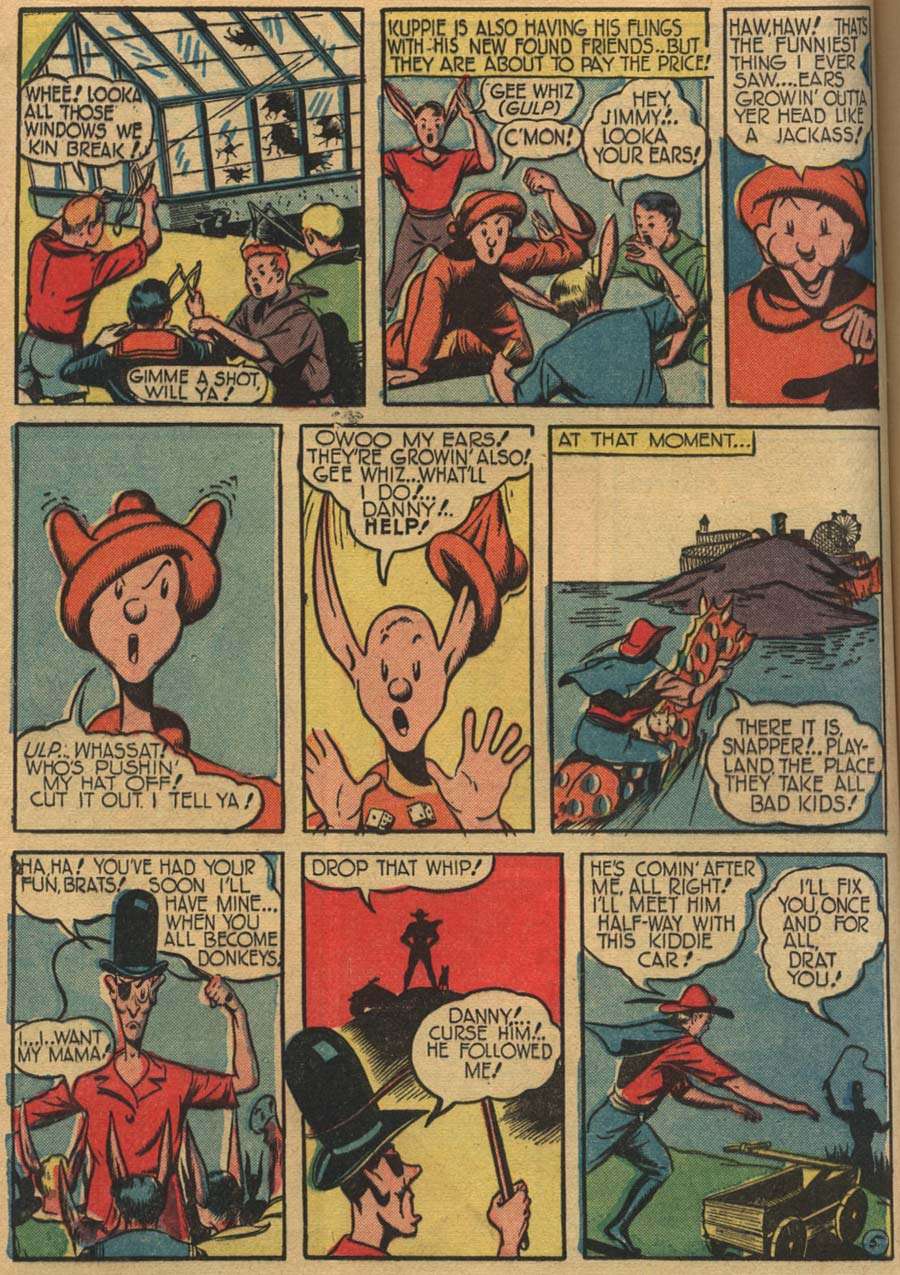 WHEE! LOOKA
ALL THOSE
WINDOWS WE
KIN BREAK!
GIMME A SHOT,
WILL YA!
KUPPIE IS ALSO HAVING HIS FLINGS
WITH HIS NEW FOUND FRIENDS..BUT
THEY ARE ABOUT TO PAY THE PRICE!
GEE WHIZ
(GULP)
C'MON!
HEY,
JIMMY!..
LOOKA
YOUR EARS!
HAW, HAW! THAT'S
THE FUNNIEST
THING I EVER
SAW....EARS
GROWIN' OUTTA
YER HEAD LIKE
A JACKASS!
ULP.. WHASSAT!
WHO'S PUSHIN'
MY HAT OFF!
CUT IT OUT, I TELL YA!
OWOO MY EARS!
THEY'RE GROWIN' ALSO!
GEE WHIZ..WHAT'LL
I DO!...
DANNY!..
HELP!
AT THAT MOMENT...
THERE IT IS,
SNAPPER!..PLAY-
LAND, THE PLACE
THEY TAKE ALL
BAD KIDS!
HA, HA! YOU'VE HAD YOUR
FUN, BRATS! SOON I'LL
HAVE MINE...
WHEN YOU
ALL BECOME
DONKEYS.
I...I..WANT
MY MAMA!
DROP THAT WHIP!
DANNY!..
CURSE HIM!..
HE FOLLOWED
ME!
HE'S COMIN' AFTER
ME, ALL RIGHT!
I'LL MEET HIM
HALF-WAY WITH
THIS KIDDIE
CAR!
I'LL FIX
YOU, ONCE
AND FOR
ALL,
DRAT
YOU!
5